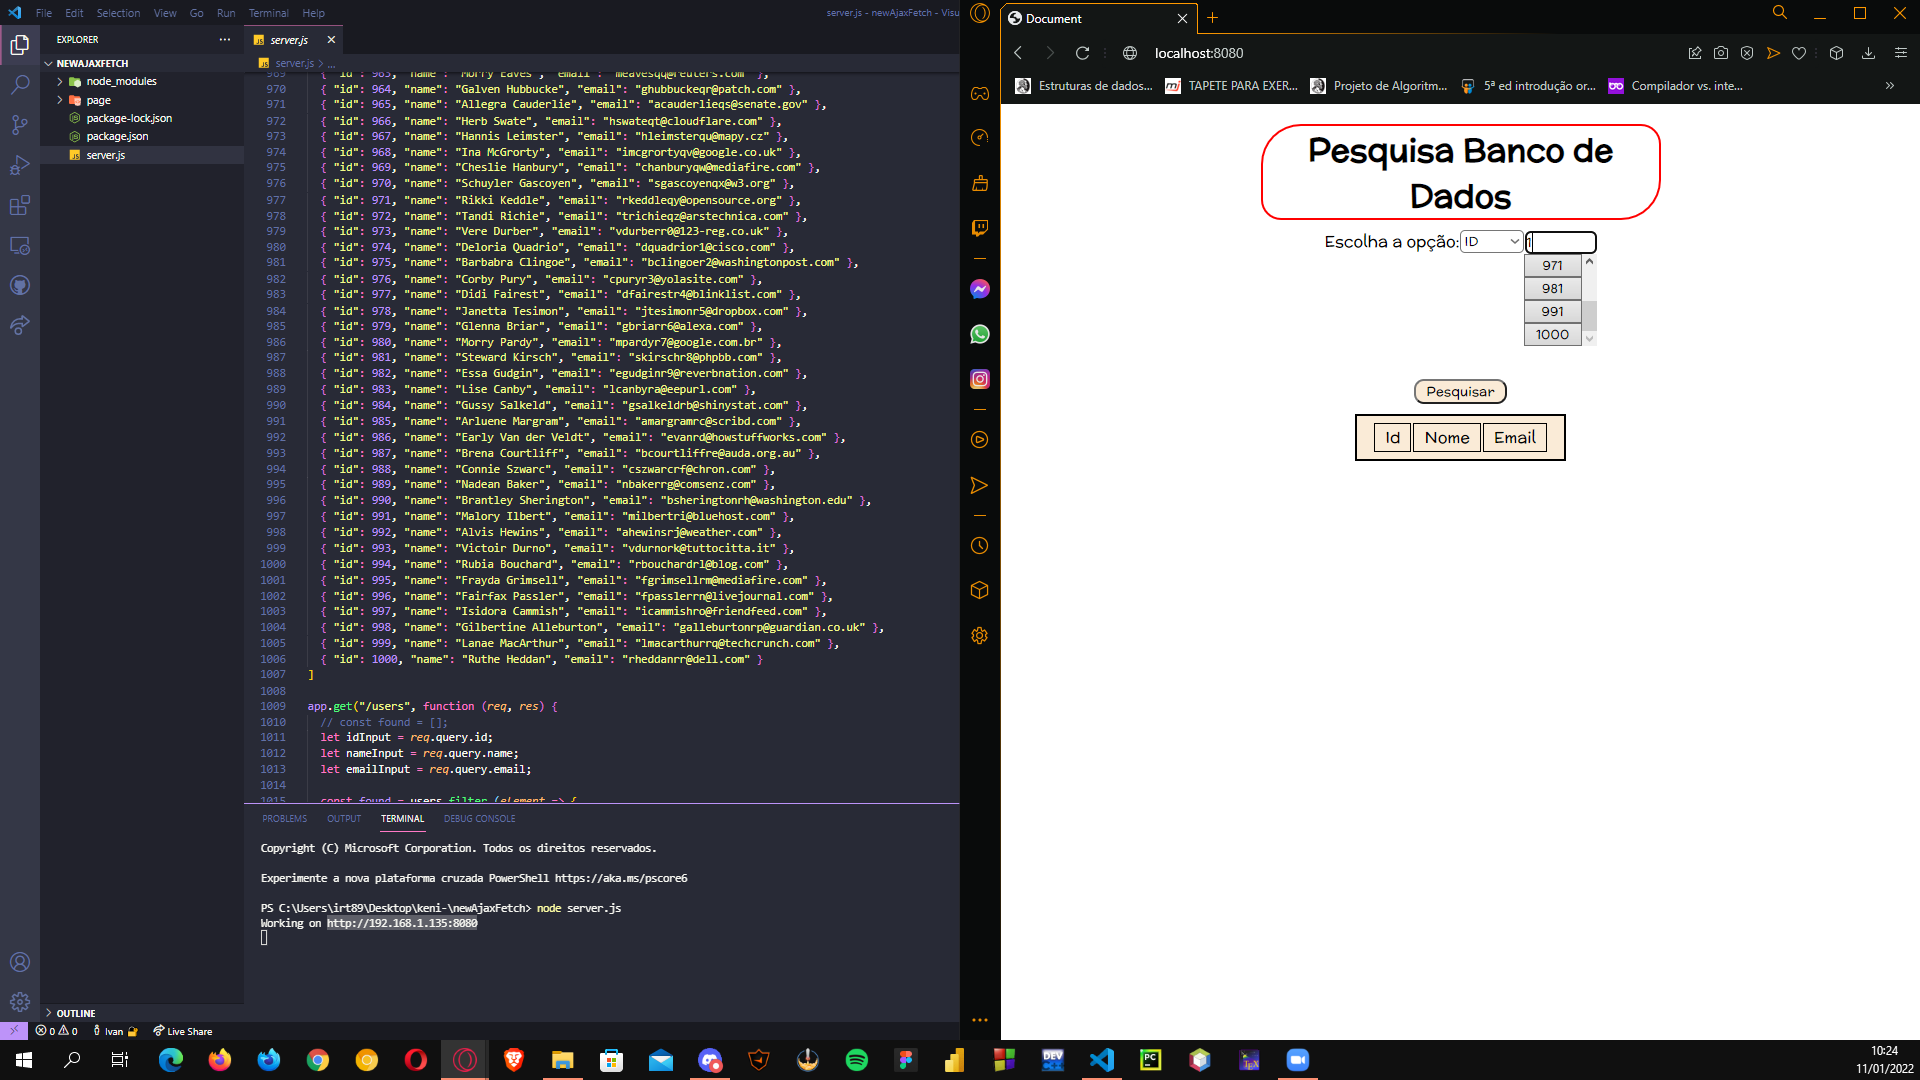 File Edit Selection View Go Run Terminal Help
server.js - newAjaxFetch - Visu
EXPLORER
NEWAJAXFETCH
node_modules
page
package-lock.json
package.json
server.js
OUTLINE
server.js
server.js > ...
969 { "id": 963, "name": "Morry Eaves", "email": "meavesqq@reuters.com" },
970 { "id": 964, "name": "Galven Hubbucke", "email": "ghubbuckeqr@patch.com" },
971 { "id": 965, "name": "Allegra Cauderlie", "email": "acauderlieqs@senate.gov" },
972 { "id": 966, "name": "Herb Swate", "email": "hswateqt@cloudflare.com" },
973 { "id": 967, "name": "Hannis Leimster", "email": "hleimsterqu@mapy.cz" },
974 { "id": 968, "name": "Ina McGrorty", "email": "imcgrortyqv@google.co.uk" },
975 { "id": 969, "name": "Cheslie Hanbury", "email": "chanburyqw@mediafire.com" },
976 { "id": 970, "name": "Schuyler Gascoyen", "email": "sgascoyenqx@w3.org" },
977 { "id": 971, "name": "Rikki Keddle", "email": "rkeddleqy@opensource.org" },
978 { "id": 972, "name": "Tandi Richie", "email": "trichieqz@arstechnica.com" },
979 { "id": 973, "name": "Vere Durber", "email": "vdurberr0@123-reg.co.uk" },
980 { "id": 974, "name": "Deloria Quadrio", "email": "dquadrior1@cisco.com" },
981 { "id": 975, "name": "Barbabra Clingoe", "email": "bclingoer2@washingtonpost.com" },
982 { "id": 976, "name": "Corby Pury", "email": "cpuryr3@yolasite.com" },
983 { "id": 977, "name": "Didi Fairest", "email": "dfairestr4@blinklist.com" },
984 { "id": 978, "name": "Janetta Tesimon", "email": "jtesimonr5@dropbox.com" },
985 { "id": 979, "name": "Glenna Briar", "email": "gbriarr6@alexa.com" },
986 { "id": 980, "name": "Morry Pardy", "email": "mpardyr7@google.com.br" },
987 { "id": 981, "name": "Steward Kirsch", "email": "skirschr8@phpbb.com" },
988 { "id": 982, "name": "Essa Gudgin", "email": "egudginr9@reverbnation.com" },
989 { "id": 983, "name": "Lise Canby", "email": "lcanbyra@eepurl.com" },
990 { "id": 984, "name": "Gussy Salkeld", "email": "gsalkeldrb@shinystat.com" },
991 { "id": 985, "name": "Arluene Margram", "email": "amargramrc@scribd.com" },
992 { "id": 986, "name": "Early Van der Veldt", "email": "evanrd@howstuffworks.com" },
993 { "id": 987, "name": "Brena Courtliff", "email": "bcourtliffre@auda.org.au" },
994 { "id": 988, "name": "Connie Szwarc", "email": "cszwarcrf@chron.com" },
995 { "id": 989, "name": "Nadean Baker", "email": "nbakerrg@comsenz.com" },
996 { "id": 990, "name": "Brantley Sherington", "email": "bsheringtonrh@washington.edu" },
997 { "id": 991, "name": "Malory Ilbert", "email": "milbertri@bluehost.com" },
998 { "id": 992, "name": "Alvis Hewins", "email": "ahewinsrj@weather.com" },
999 { "id": 993, "name": "Victoir Durno", "email": "vdurnork@tuttocitta.it" },
1000 { "id": 994, "name": "Rubia Bouchard", "email": "rbouchardrl@blog.com" },
1001 { "id": 995, "name": "Frayda Grimsell", "email": "fgrimsellrm@mediafire.com" },
1002 { "id": 996, "name": "Fairfax Passler", "email": "fpasslerrn@livejournal.com" },
1003 { "id": 997, "name": "Isidora Cammish", "email": "icammishro@friendfeed.com" },
1004 { "id": 998, "name": "Gilbertine Alleburton", "email": "galleburtonrp@guardian.co.uk" },
1005 { "id": 999, "name": "Lanae MacArthur", "email": "lmacarthurrq@techcrunch.com" },
1006 { "id": 1000, "name": "Ruthe Heddan", "email": "rheddanrr@dell.com" }
1007 ]
1008
1009 app.get("/users", function (req, res) {
1010 // const found = [];
1011 let idInput = req.query.id;
1012 let nameInput = req.query.name;
1013 let emailInput = req.query.email;
1014
1015 const found = users.filter (element => {
PROBLEMS OUTPUT TERMINAL DEBUG CONSOLE
Copyright (C) Microsoft Corporation. Todos os direitos reservados.
Experimente a nova plataforma cruzada PowerShell https://aka.ms/pscore6
PS C:\Users\irt89\Desktop\keni-\newAjaxFetch> node server.js
Working on http://192.168.1.135:8080
0 0 Ivan Live Share
Document
localhost:8080
Estruturas de dados... TAPETE PARA EXER... Projeto de Algoritm... 5ª ed introdução or... Compilador vs. inte...
Pesquisa Banco de
Dados
Escolha a opção: ID 1
971
981
991
1000
Pesquisar
Id Nome Email
10:24
11/01/2022